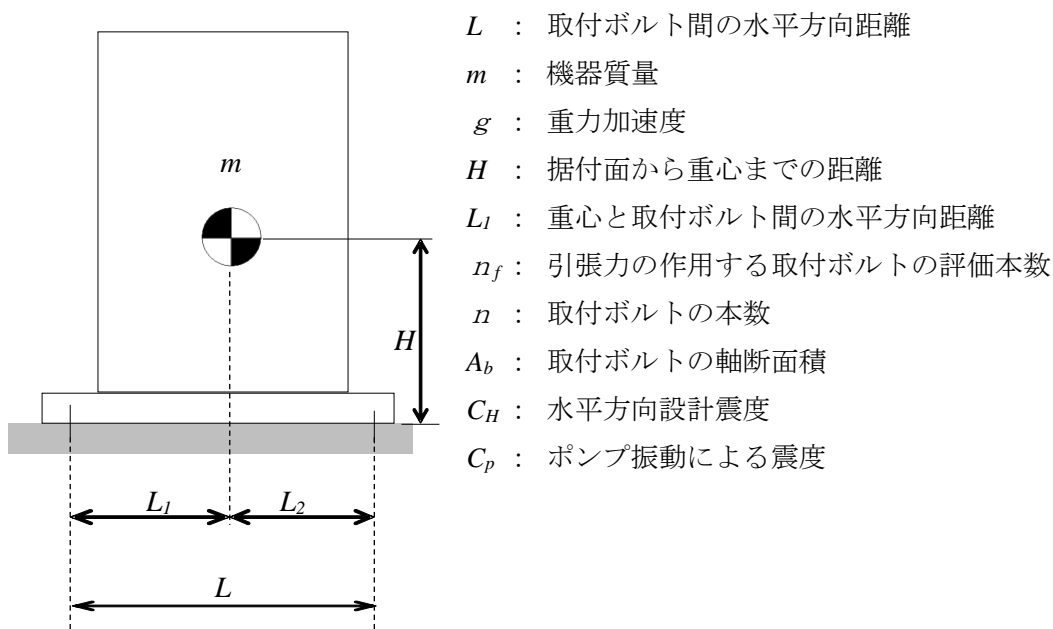 L ： 取付ボルト間の水平方向距離
m ： 機器質量
g ： 重力加速度
H ： 据付面から重心までの距離
L1 ： 重心と取付ボルト間の水平方向距離
nf ： 引張力の作用する取付ボルトの評価本数
n ： 取付ボルトの本数
Ab ： 取付ボルトの軸断面積
CH ： 水平方向設計震度
Cp ： ポンプ振動による震度
m
H
L1
L2
L